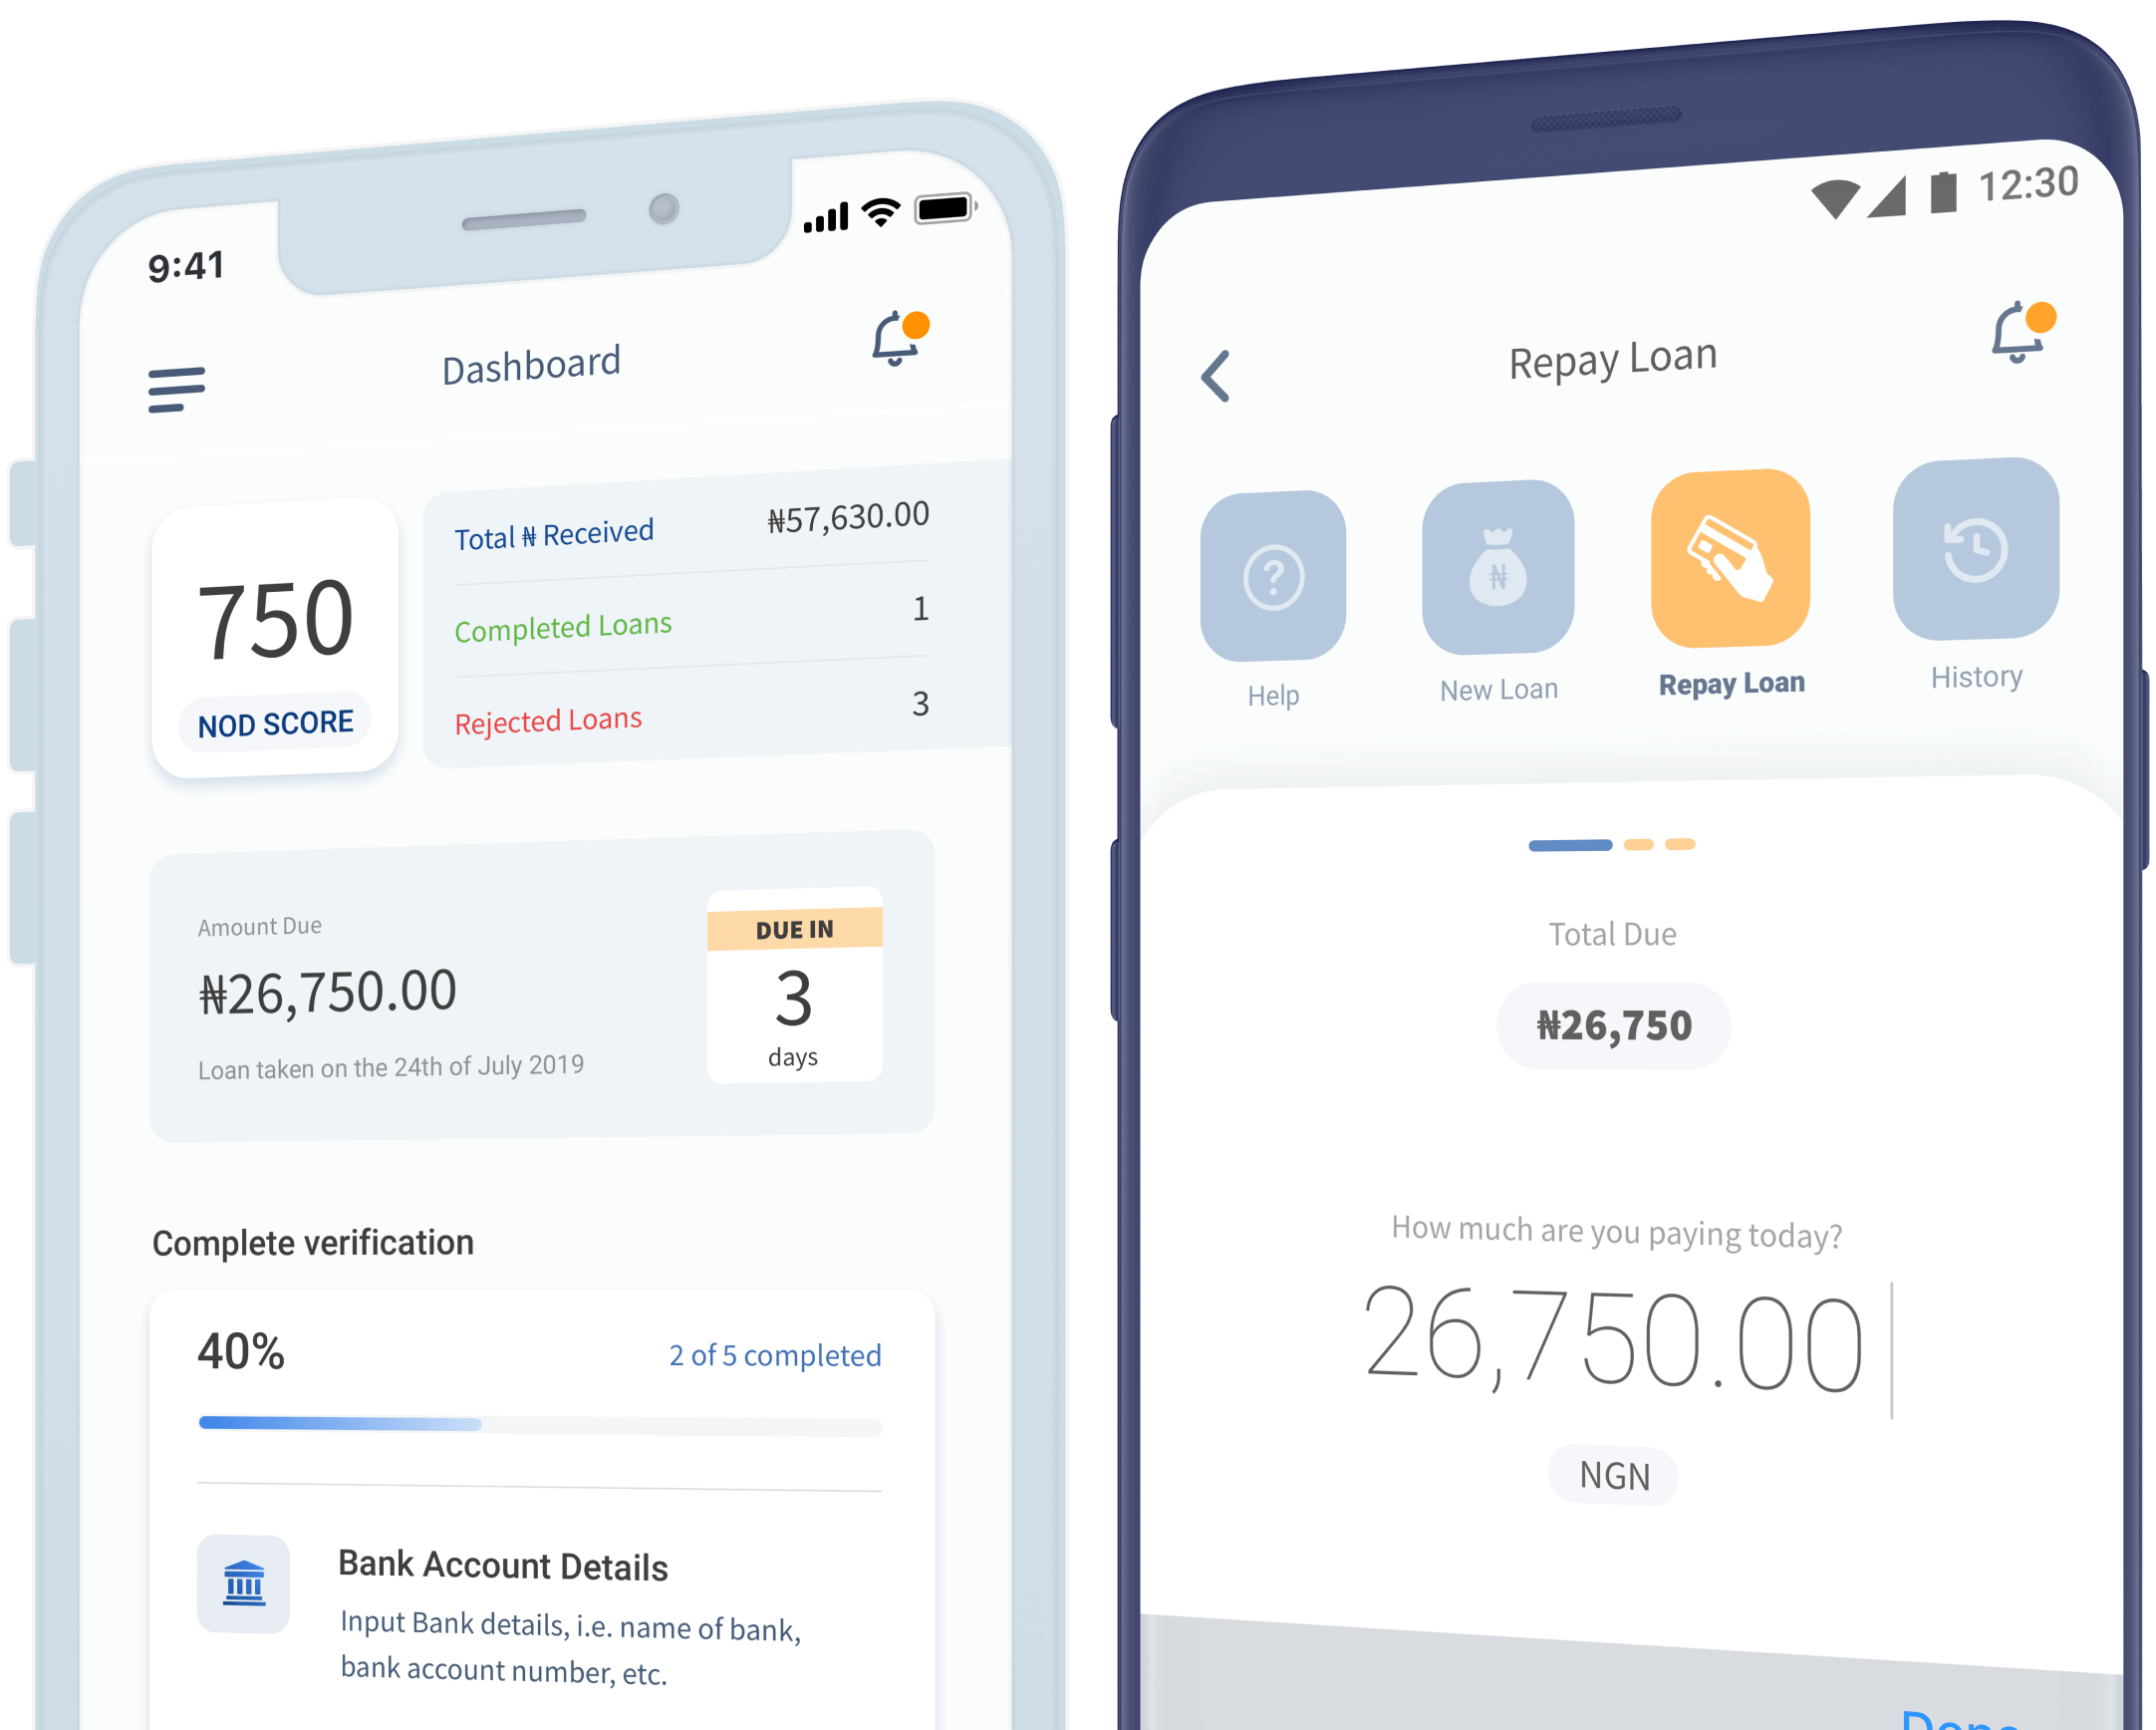 9:41
Dashboard
750
NOD SCORE
Total ₦ Received ₦57,630.00
Completed Loans 1
Rejected Loans 3
Amount Due
₦26,750.00
Loan taken on the 24th of July 2019
DUE IN
3
days
Complete verification
40% 2 of 5 completed
Bank Account Details
Input Bank details, i.e. name of bank,
bank account number, etc.
12:30
Repay Loan
₦
Help New Loan Repay Loan History
Total Due
₦26,750
How much are you paying today?
26,750.00
NGN
Done